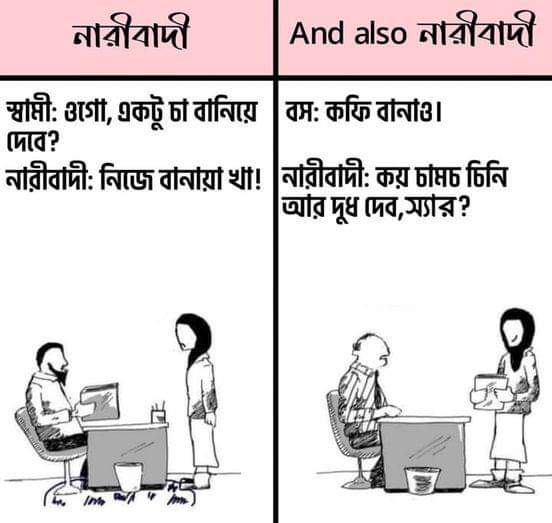 নারীবাদী
And also নারীবাদী
স্বামী: ওগো, একটু চা বানিয়ে
দেবে?
নারীবাদী: নিজে বানায়া খা!
বস: কফি বানাও।
নারীবাদী: কয় চামচ চিনি
আর দুধ দেব,স্যার?